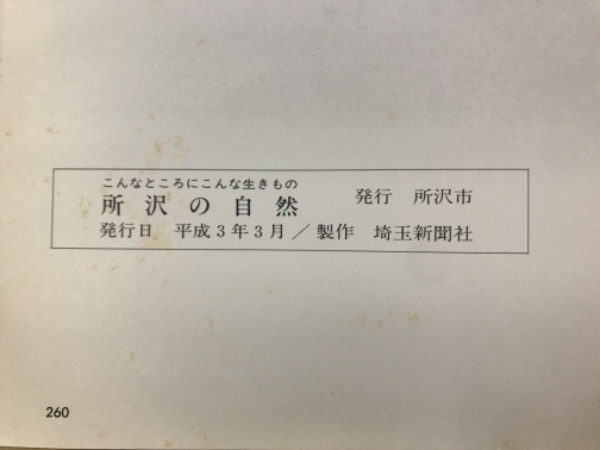 こんなところにこんな生きもの
所沢の自然 発行 所沢市
発行日 平成3年3月／製作 埼玉新聞社
260